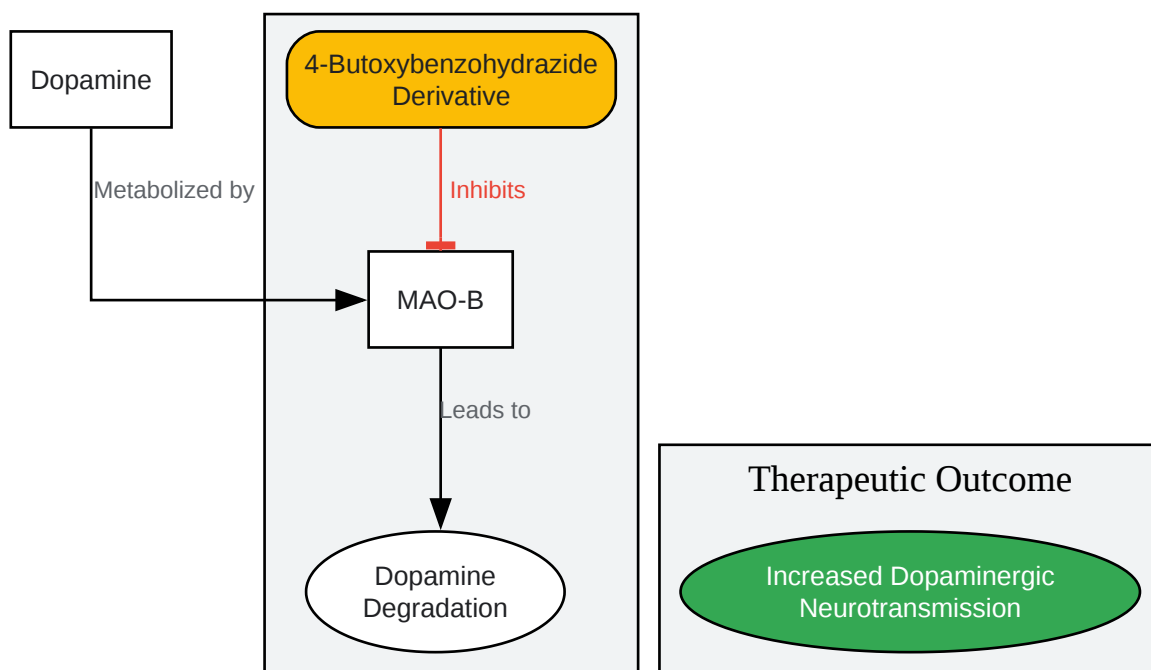 Dopamine
4-Butoxybenzohydrazide
Derivative
Metabolized by
Inhibits
MAO-B
Leads to
Therapeutic Outcome
Dopamine
Degradation
Increased Dopaminergic
Neurotransmission